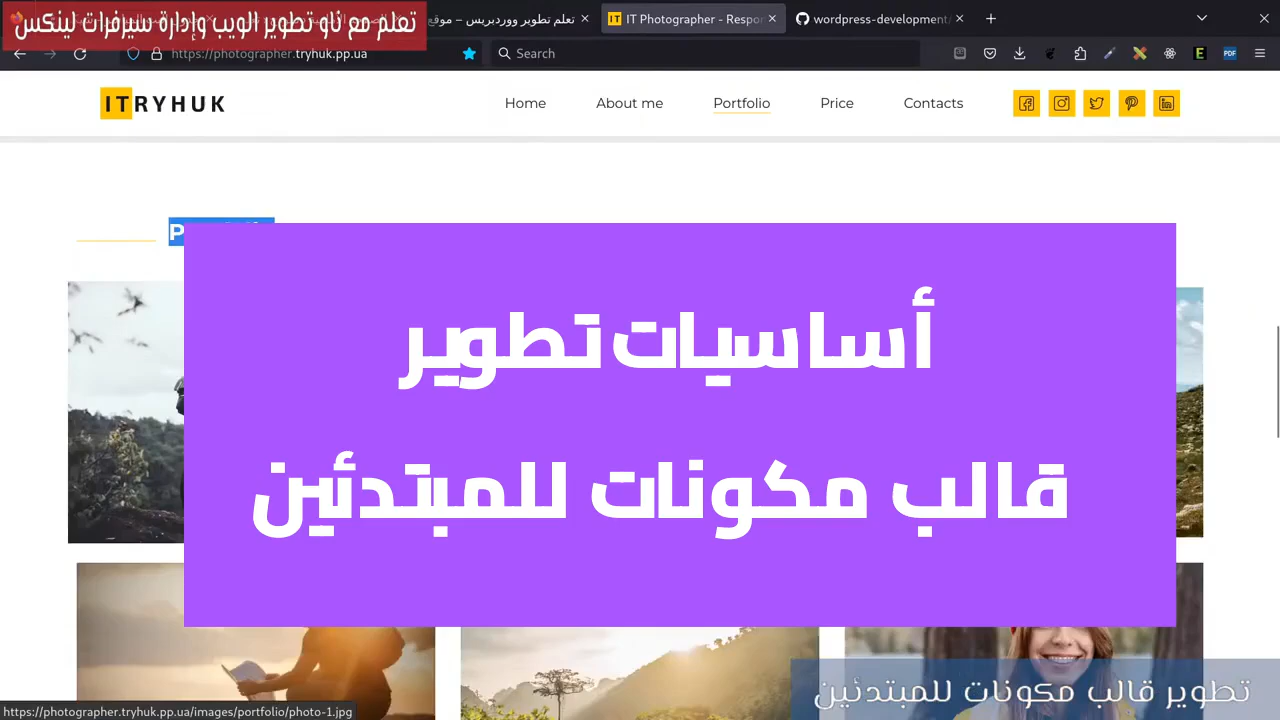 تعلم مع ناو تطوير الويب وإدارة سيرفرات لينكس
تعلم تطوير ووردبريس – موقع
IT Photographer - Respon
wordpress-development/
https://photographer.tryhuk.pp.ua
Search
ITRYHUK
Home
About me
Portfolio
Price
Contacts
أساسيات تطوير
قالب مكونات للمبتدئين
تطوير قالب مكونات للمبتدئين
https://photographer.tryhuk.pp.ua/images/portfolio/photo-1.jpg